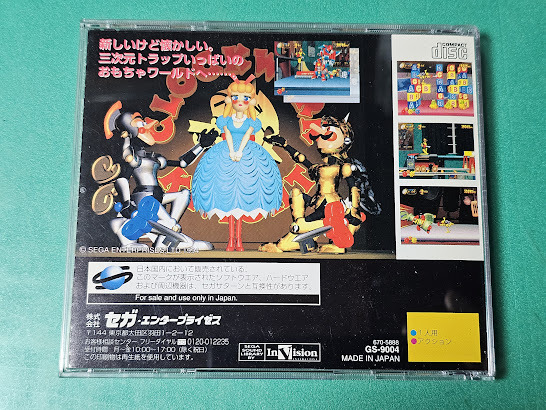 新しいけど懐かしい。
三次元トラップいっぱいの
おもちゃワールドへ……
COMPACT
DISC
© SEGA ENTERPRISES, LTD.
日本国内において販売されている、
このマークが表示されたソフトウエア、ハードウエア
および周辺機器は、セガサターンと互換性があります。
For sale and use only in Japan.
株式会社 セガ・エンタープライゼス
〒144 東京都大田区羽田1-2-12
お客様相談センター フリーダイヤル 0120-012235
受付時間 月~金10:00~17:00(除く祝日)
この印刷物は再生紙を使用しています。
SEGA
SOUND
LIBRARY
BY
InVision
670-5888
GS-9004
MADE IN JAPAN
1人用
アクション